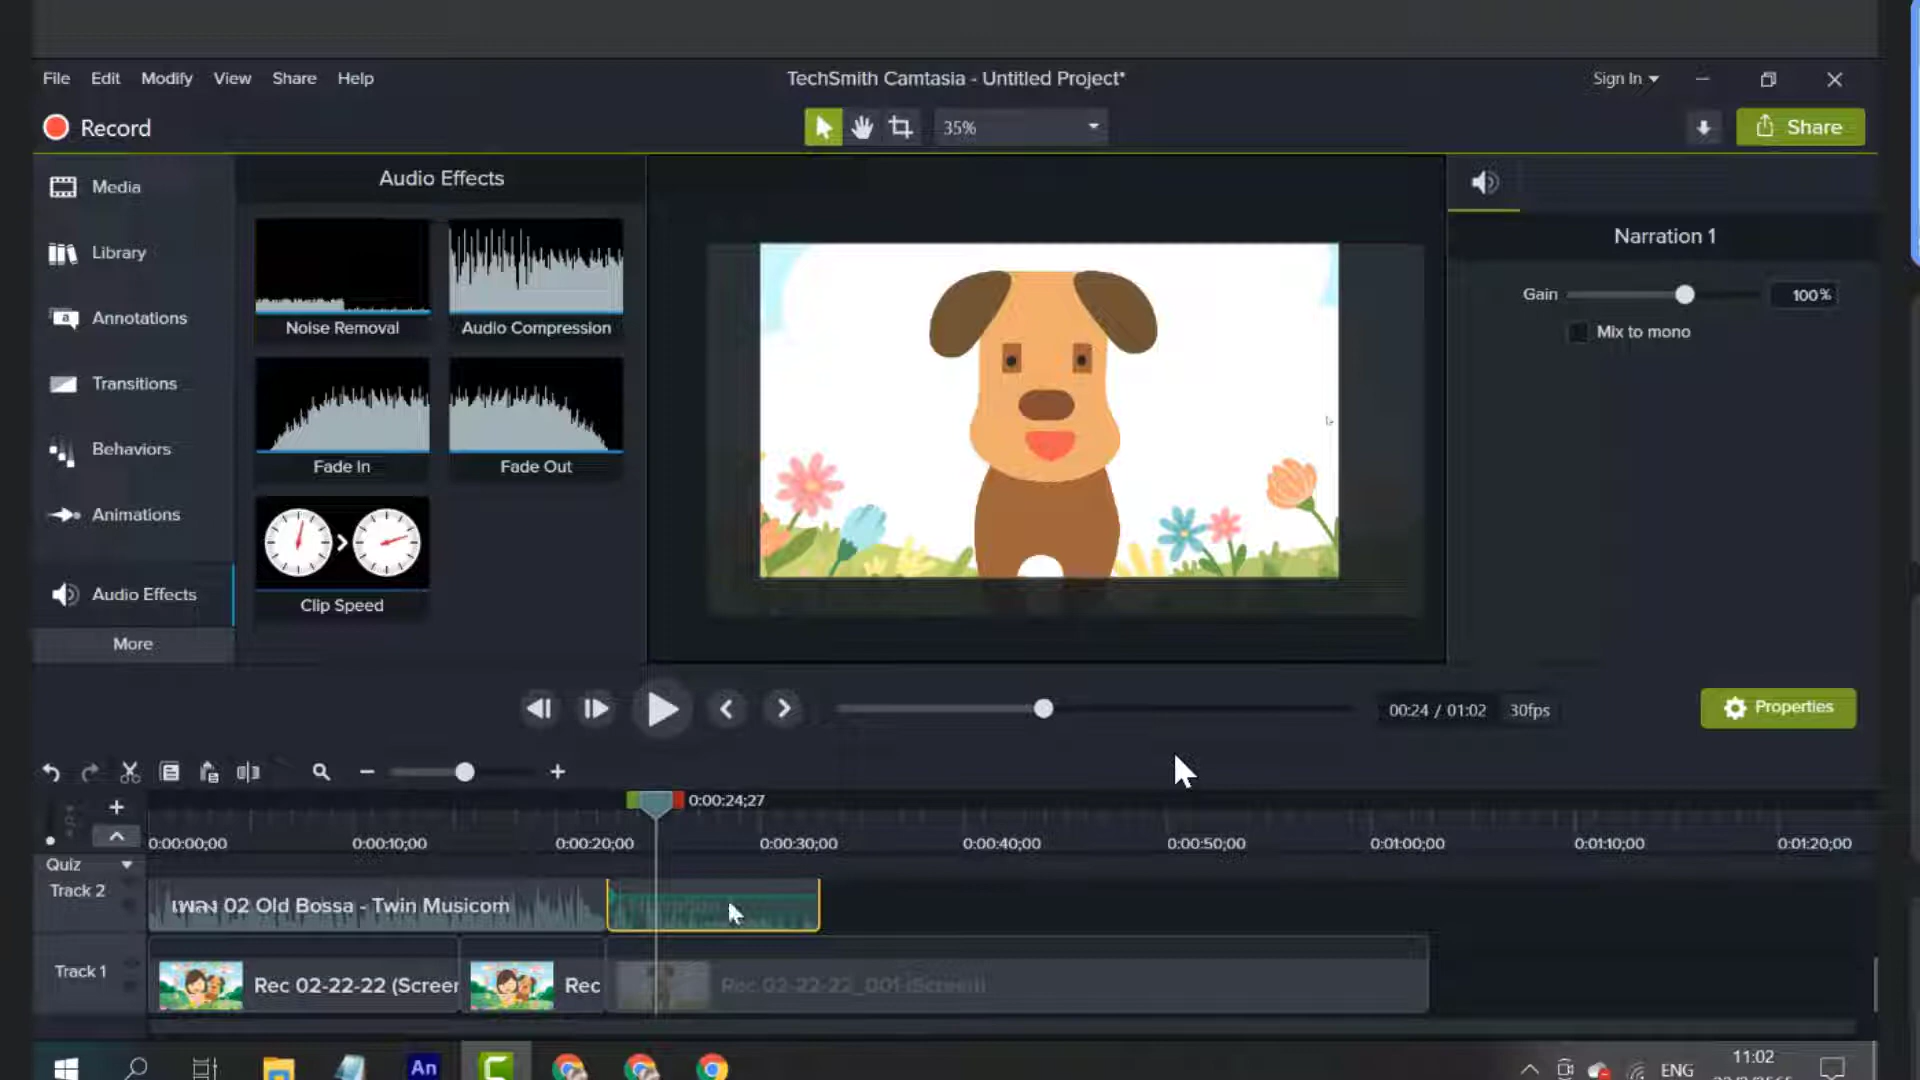 File Edit Modify View Share Help
TechSmith Camtasia - Untitled Project*
Sign In
Record
35%
Share
Media
Library
Annotations
Transitions
Behaviors
Animations
Audio Effects
More
Audio Effects
Noise Removal
Audio Compression
Fade In
Fade Out
Clip Speed
Narration 1
Gain
100%
Mix to mono
00:24 / 01:02
30fps
Properties
0:00:24;27
0:00:00;00
0:00:10;00
0:00:20;00
0:00:30;00
0:00:40;00
0:00:50;00
0:01:00;00
0:01:10;00
0:01:20;00
Quiz
Track 2
เพลง 02 Old Bossa - Twin Musicom
Track 1
Rec 02-22-22 (Screen
Rec
Rec 02-22-22_001 (Screen)
An
ENG
11:02